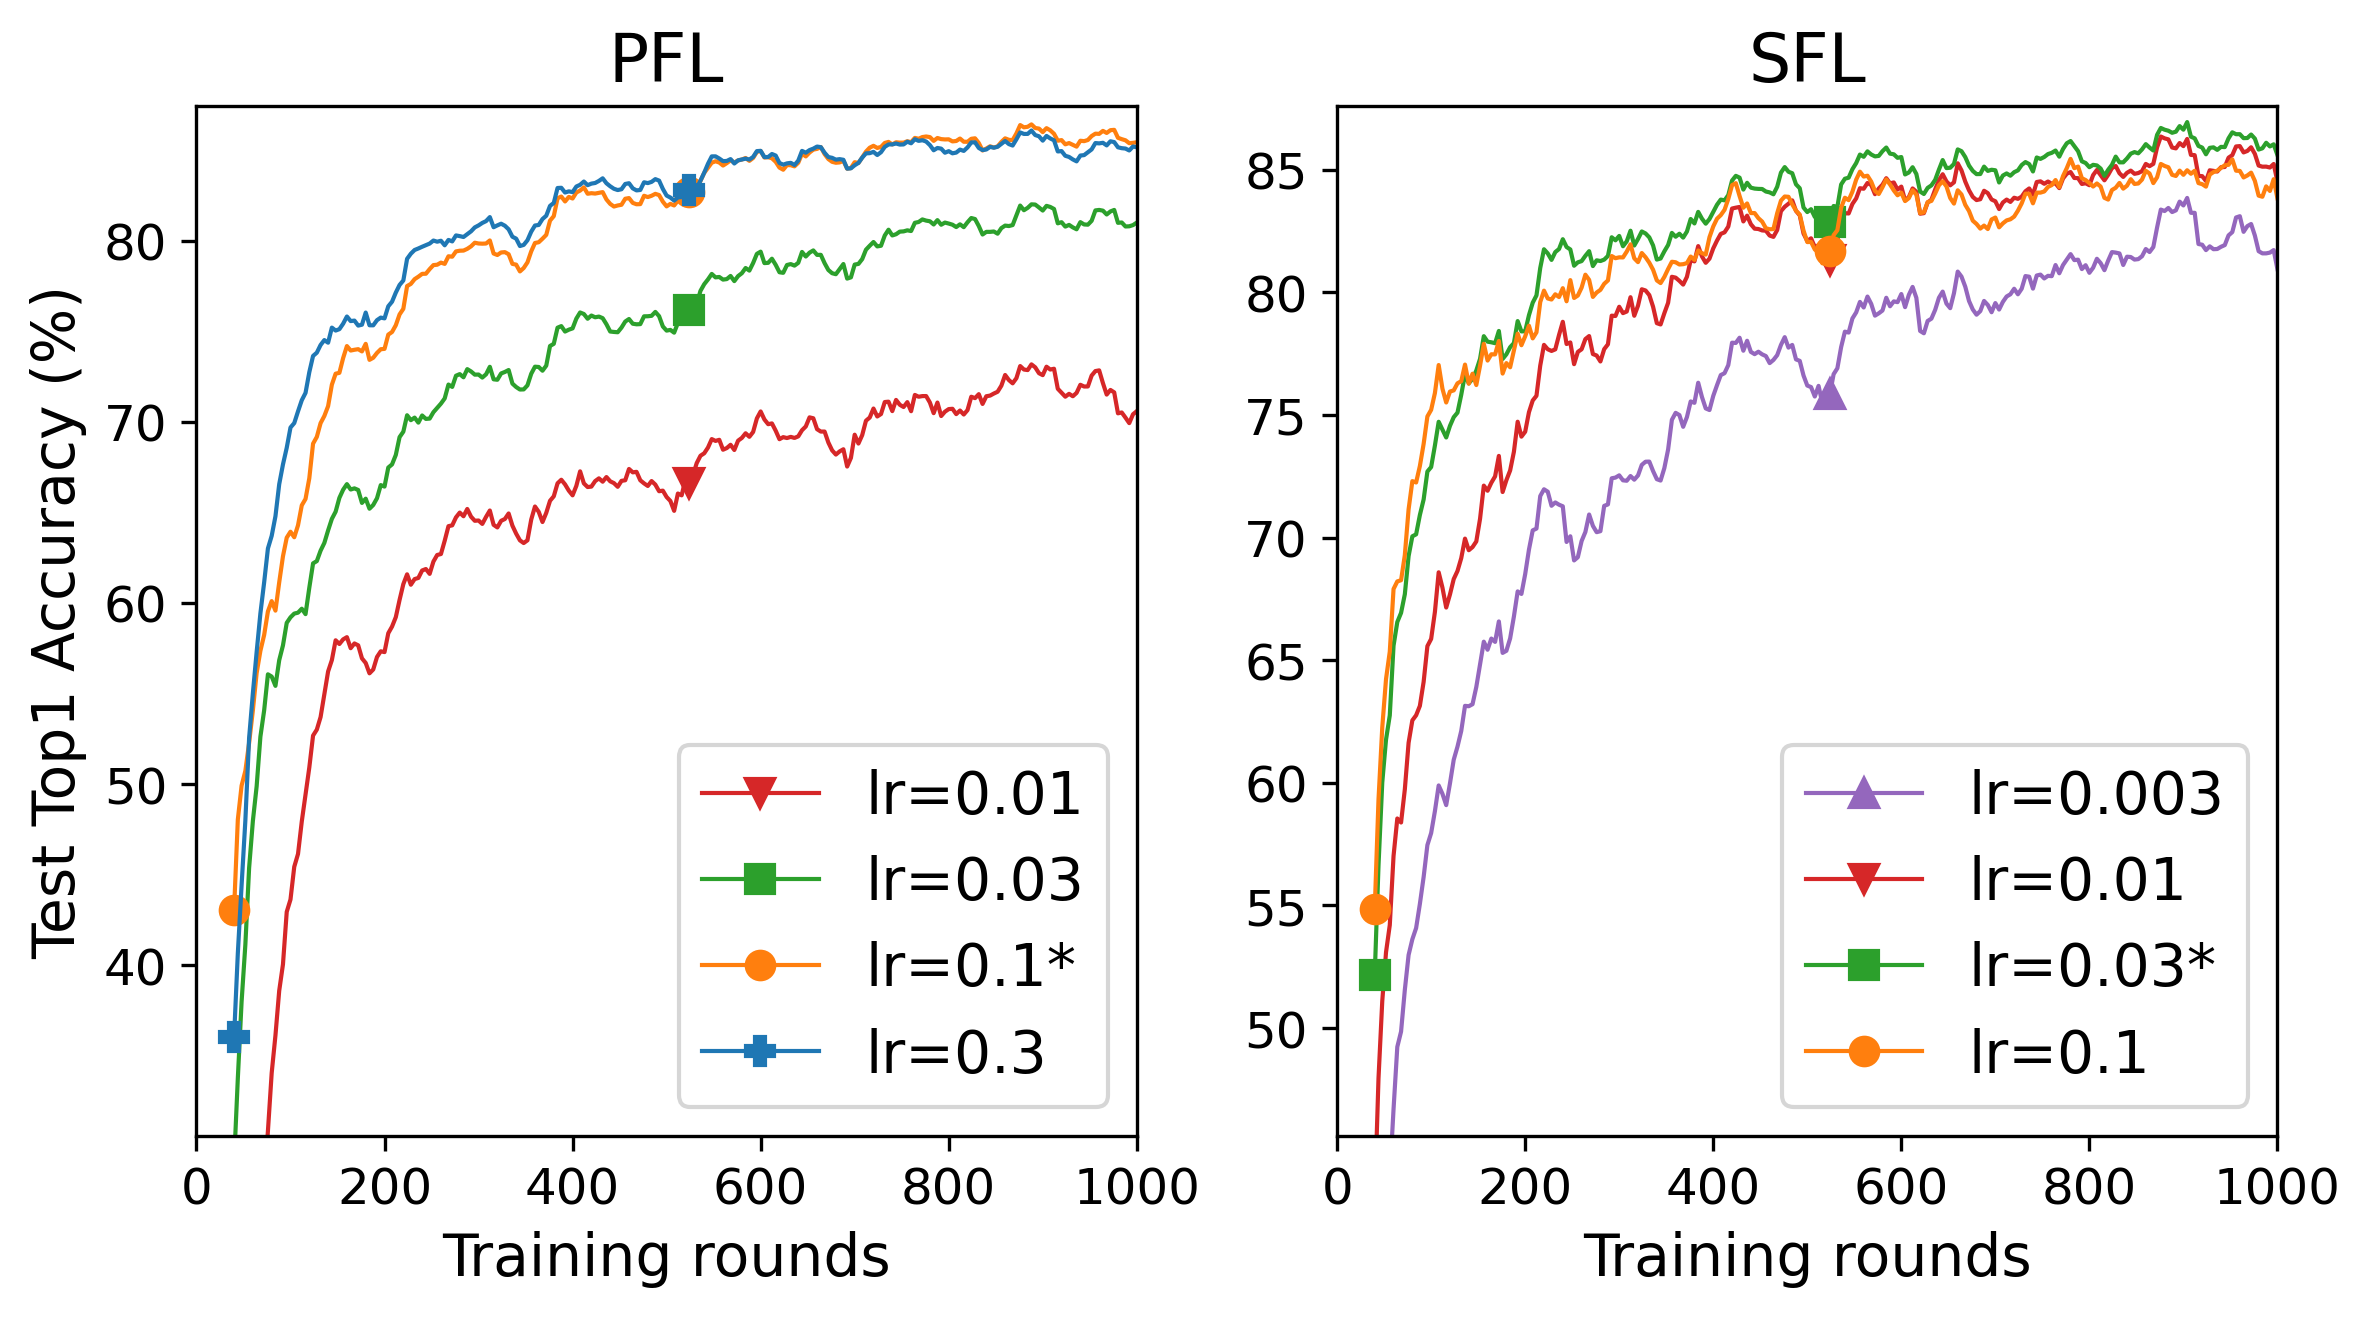 PFL
Test Top1 Accuracy (%)
80
70
60
50
40
0 200 400 600 800 1000
Training rounds
lr=0.01
lr=0.03
lr=0.1*
lr=0.3
SFL
85
80
75
70
65
60
55
50
0 200 400 600 800 1000
Training rounds
lr=0.003
lr=0.01
lr=0.03*
lr=0.1